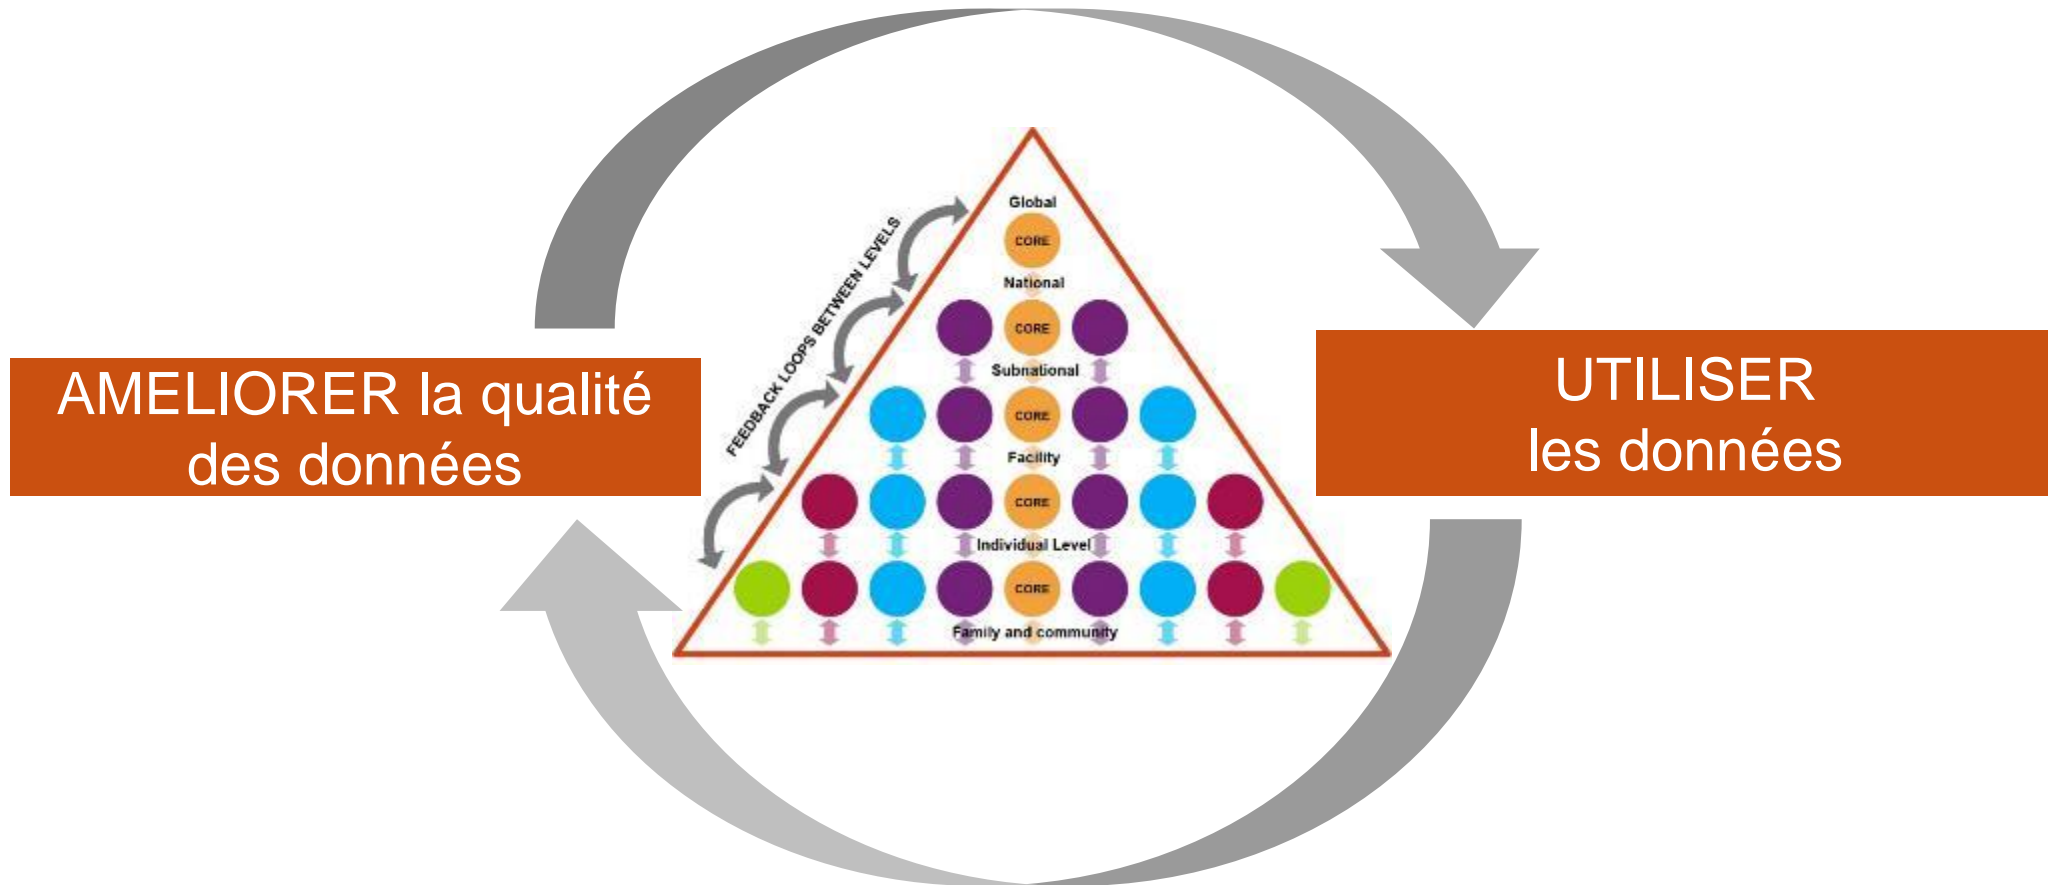 Global
CORE
National
CORE
Subnational
CORE
Facility
CORE
Individual Level
CORE
Family and community
FEEDBACK LOOPS BETWEEN LEVELS
AMELIORER la qualité
des données
UTILISER
les données